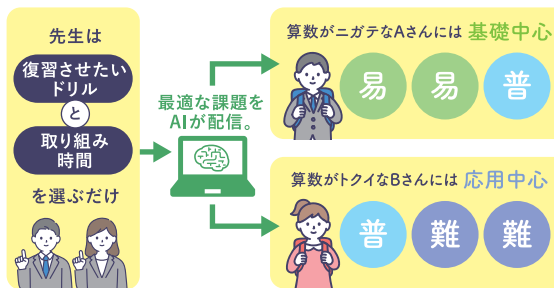 先生は
復習させたい
ドリル
と
取り組み
時間
を選ぶだけ
最適な課題を
AIが配信。
算数がニガテなAさんには 基礎中心
易 易 普
算数がトクイなBさんには 応用中心
普 難 難